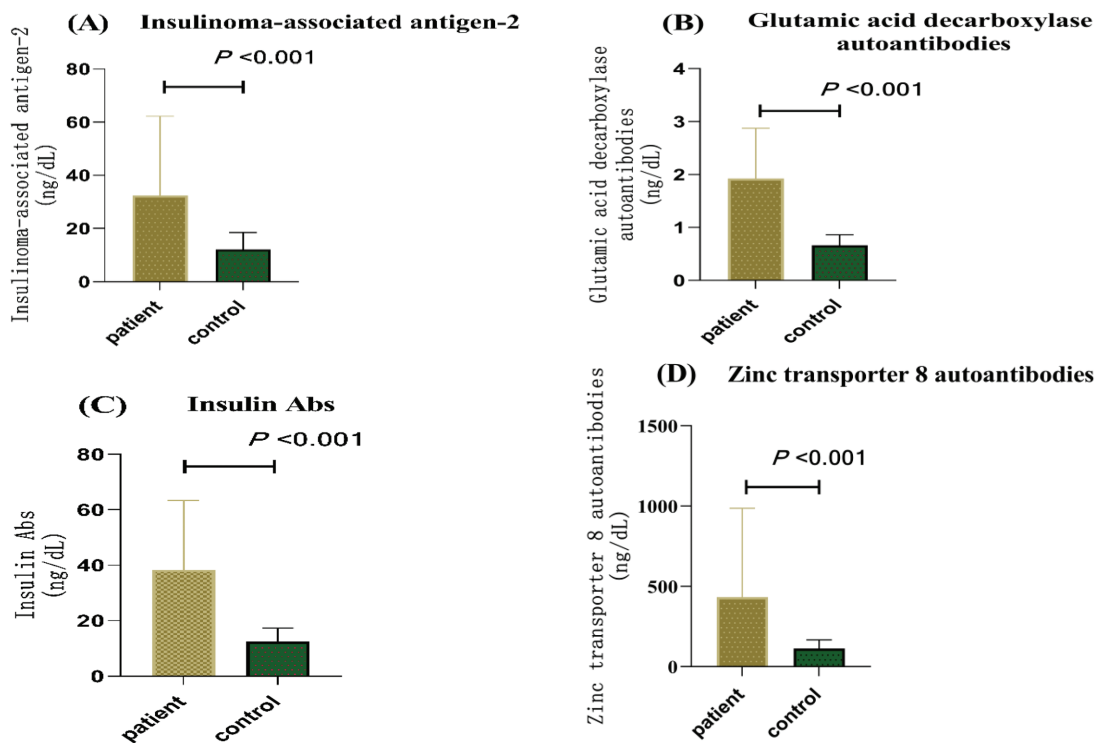 (A) Insulinoma-associated antigen-2
P <0.001
Insulinoma-associated antigen-2
(ng/dL)
80
60
40
20
0
patient
control
(B) Glutamic acid decarboxylase
autoantibodies
P <0.001
Glutamic acid decarboxylase
autoantibodies
(ng/dL)
4
3
2
1
0
patient
control
(C) Insulin Abs
P <0.001
Insulin Abs
(ng/dL)
80
60
40
20
0
patient
control
(D) Zinc transporter 8 autoantibodies
P <0.001
Zinc transporter 8 autoantibodies
(ng/dL)
1500
1000
500
0
patient
control